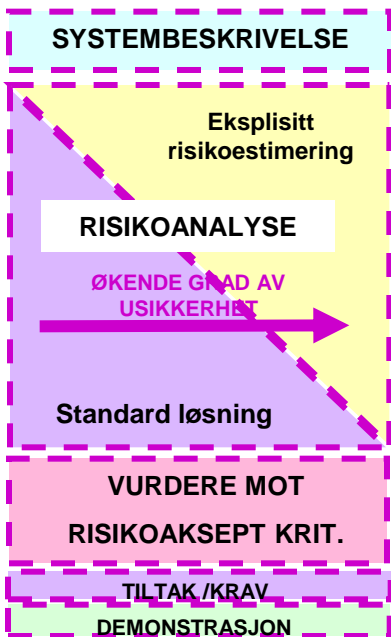 SYSTEMBESKRIVELSE
Eksplisitt
risikoestimering
RISIKOANALYSE
ØKENDE GRAD AV
USIKKERHET
Standard løsning
VURDERE MOT
RISIKOAKSEPT KRIT.
TILTAK /KRAV
DEMONSTRASJON